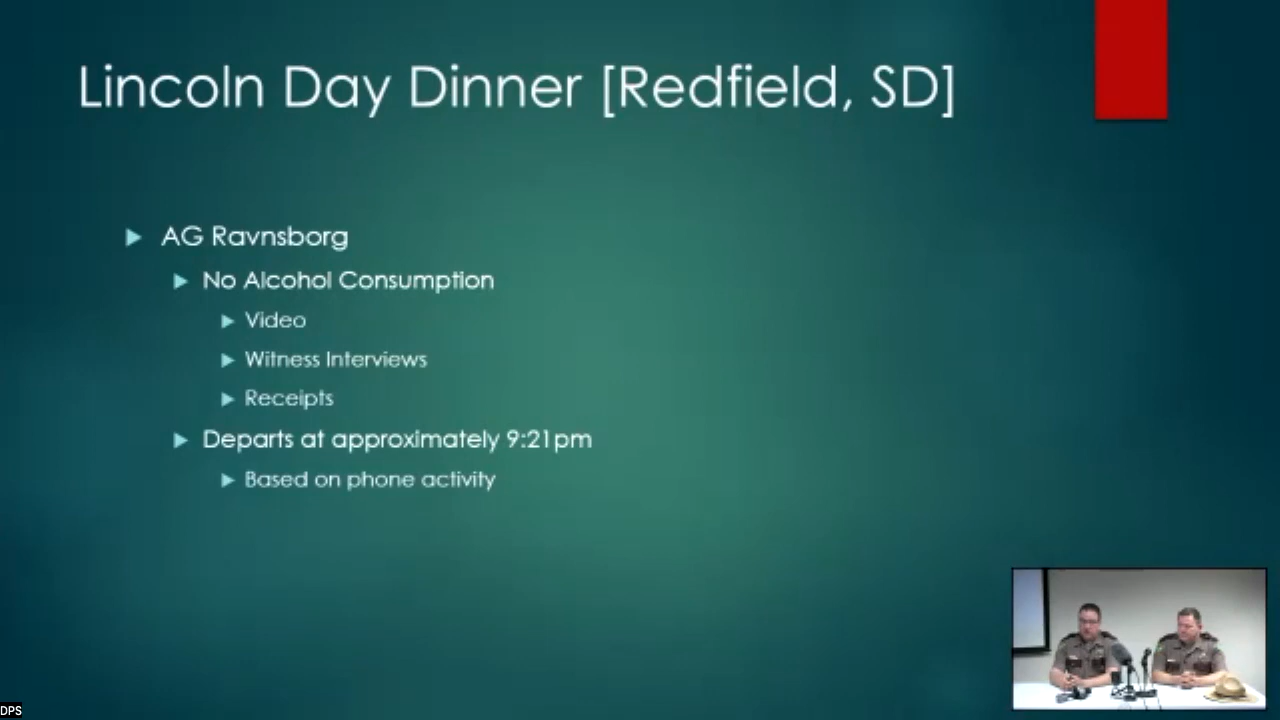 Lincoln Day Dinner [Redfield, SD]
AG Ravnsborg
No Alcohol Consumption
Video
Witness Interviews
Receipts
Departs at approximately 9:21pm
Based on phone activity
DPS